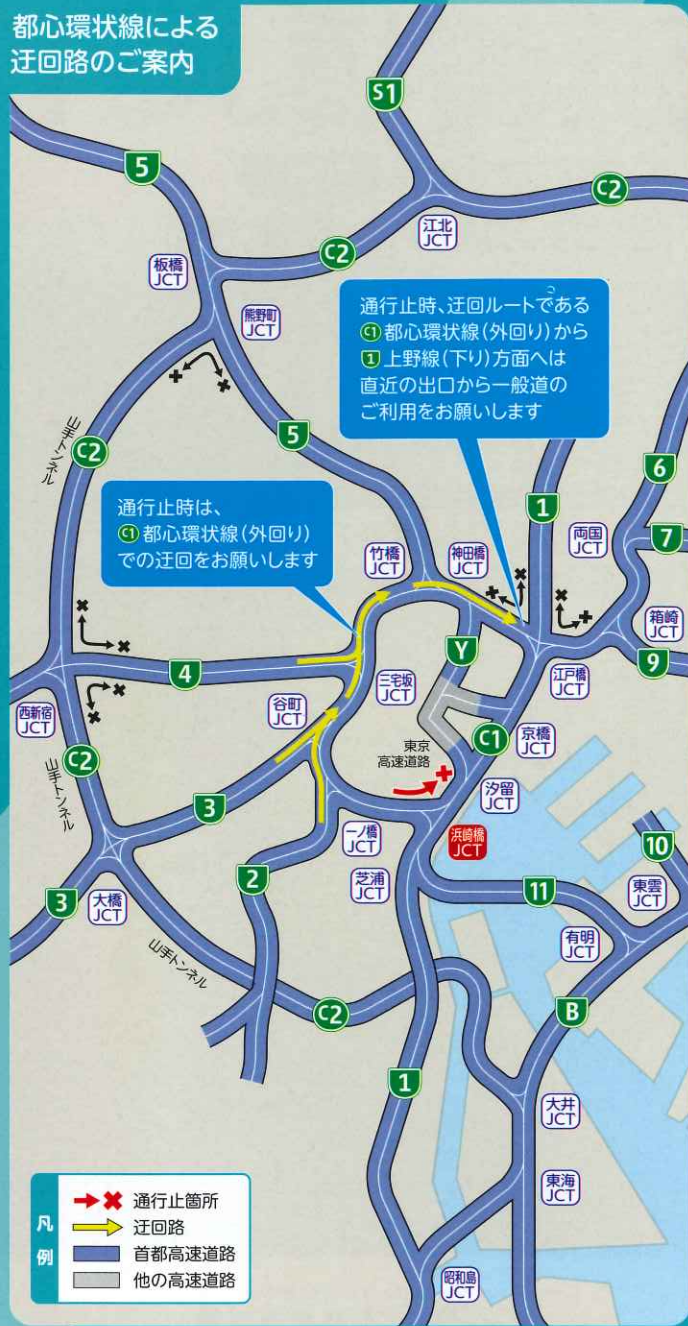 都心環状線による
迂回路のご案内
S1
5
C2
C2
江北
JCT
板橋
JCT
熊野町
JCT
通行止時、迂回ルートである
C1都心環状線(外回り)から
1上野線(下り)方面へは
直近の出口から一般道の
ご利用をお願いします
山手トンネル
C2
5
6
1
7
両国
JCT
通行止時は、
C1都心環状線(外回り)
での迂回をお願いします
竹橋
JCT
神田橋
JCT
箱崎
JCT
9
Y
4
三宅坂
JCT
江戸橋
JCT
谷町
JCT
西新宿
JCT
C2
山手トンネル
東京
高速道路
C1
京橋
JCT
汐留
JCT
3
一ノ橋
JCT
浜崎橋
JCT
10
2
芝浦
JCT
11
東雲
JCT
3
大橋
JCT
有明
JCT
山手トンネル
C2
B
1
大井
JCT
東海
JCT
昭和島
JCT
凡例
通行止箇所
迂回路
首都高速道路
他の高速道路